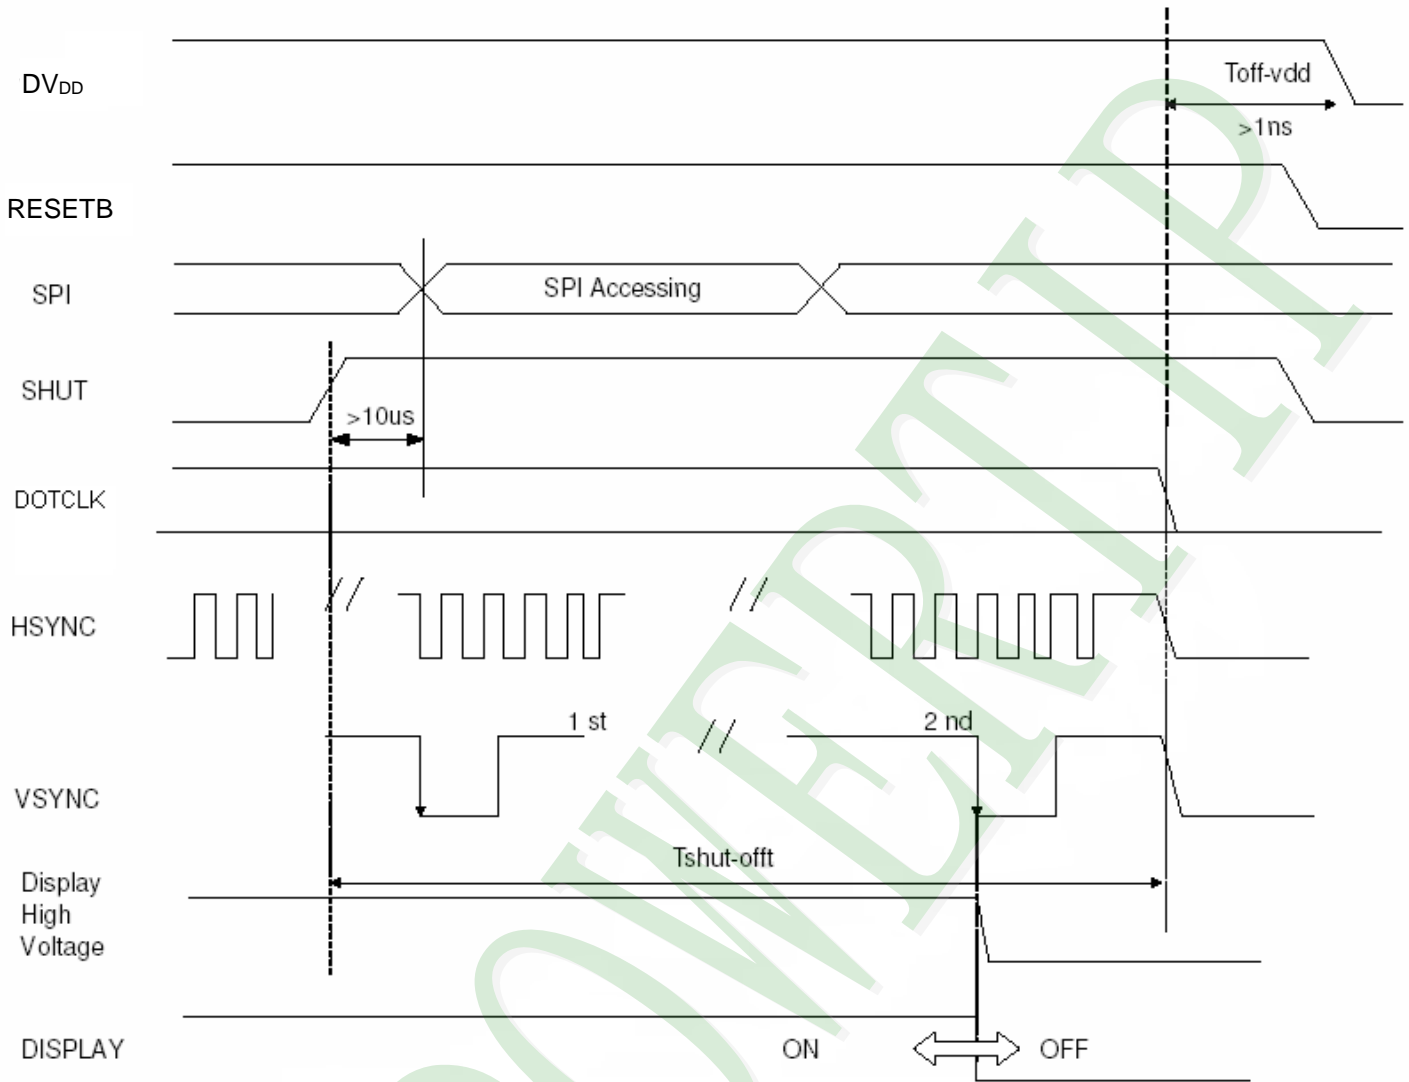 DVDD
Toff-vdd
>1ns
RESETB
SPI
SPI Accessing
SHUT
>10us
DOTCLK
HSYNC
1 st
2 nd
VSYNC
Tshut-offt
Display
High
Voltage
DISPLAY
ON
OFF
POWERTIP